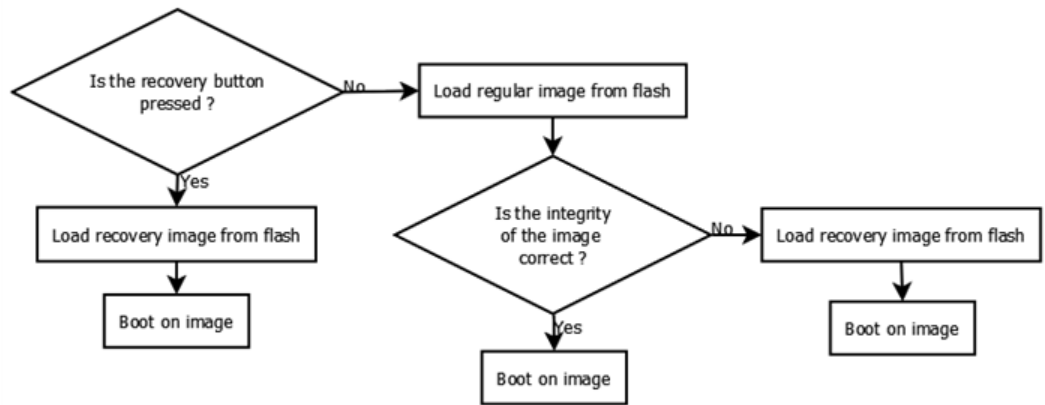 Is the recovery button
pressed ?
No
Load regular image from flash
Yes
Load recovery image from flash
Is the integrity
of the image
correct ?
No
Load recovery image from flash
Boot on image
Yes
Boot on image
Boot on image